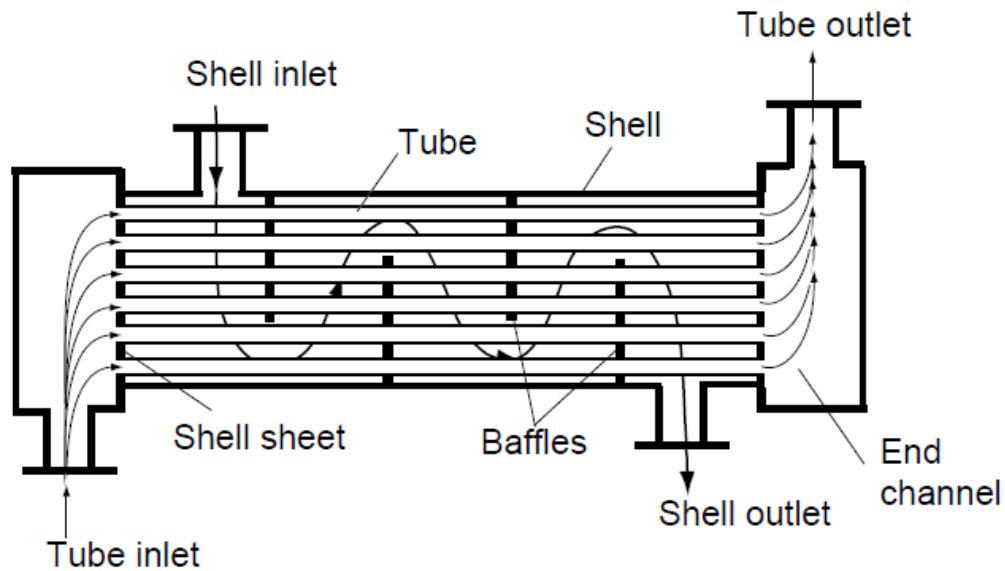 Tube outlet
Shell inlet
Tube
Shell
Shell sheet
Baffles
End
channel
Shell outlet
Tube inlet